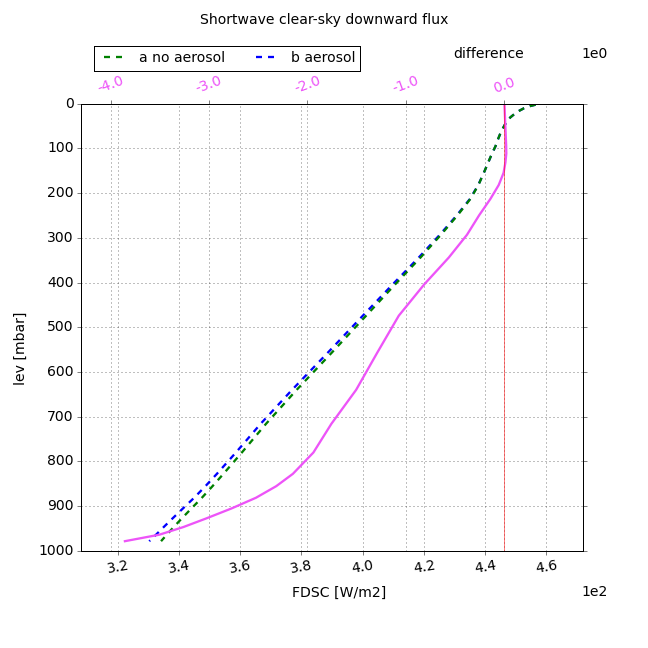 Shortwave clear-sky downward flux
a no aerosol b aerosol difference 1e0
-4.0 -3.0 -2.0 -1.0 0.0
0
100
200
300
400
500
600
700
800
900
1000
lev [mbar]
3.2 3.4 3.6 3.8 4.0 4.2 4.4 4.6
FDSC [W/m2] 1e2